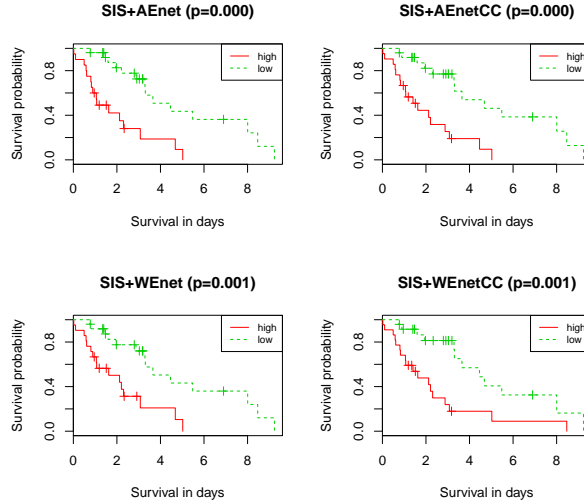 SIS+AEnet (p=0.000)
Survival probability
0.0 0.4 0.8
high
low
0 2 4 6 8
Survival in days
SIS+AEnetCC (p=0.000)
Survival probability
0.0 0.4 0.8
high
low
0 2 4 6 8
Survival in days
SIS+WEnet (p=0.001)
Survival probability
0.0 0.4 0.8
high
low
0 2 4 6 8
Survival in days
SIS+WEnetCC (p=0.001)
Survival probability
0.0 0.4 0.8
high
low
0 2 4 6 8
Survival in days